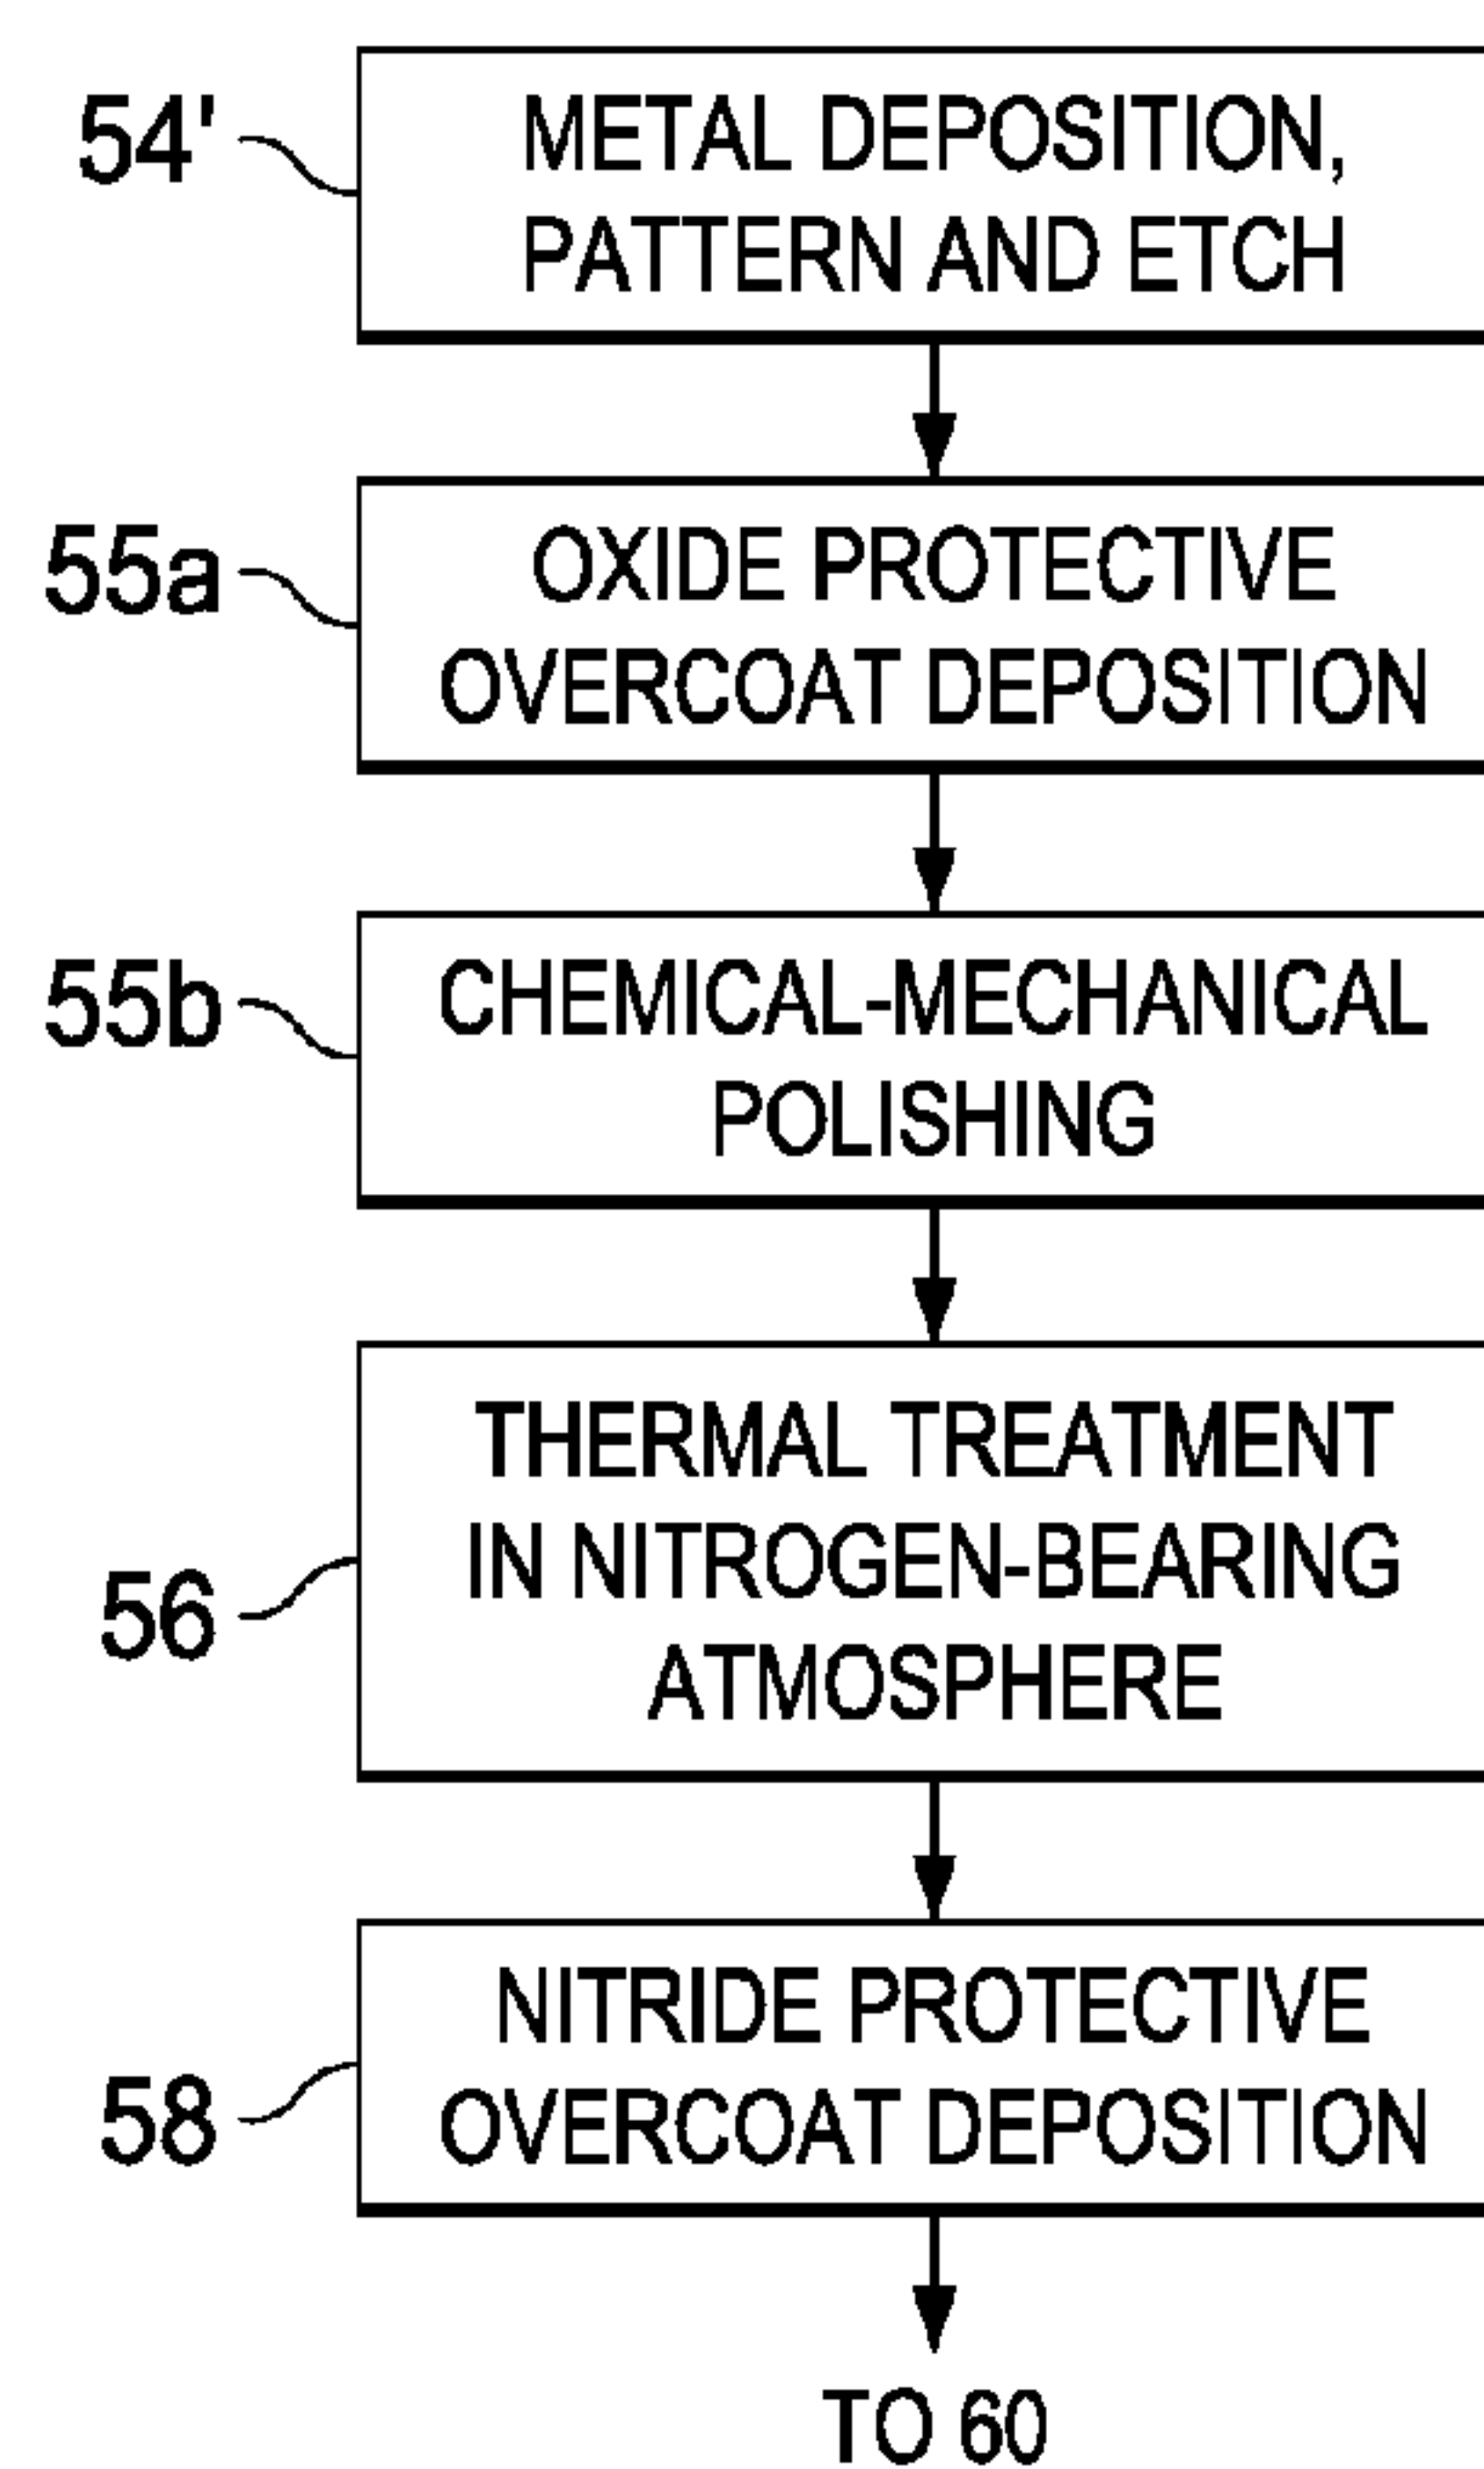 54'
METAL DEPOSITION,
PATTERN AND ETCH
55a
OXIDE PROTECTIVE
OVERCOAT DEPOSITION
55b
CHEMICAL-MECHANICAL
POLISHING
56
THERMAL TREATMENT
IN NITROGEN-BEARING
ATMOSPHERE
58
NITRIDE PROTECTIVE
OVERCOAT DEPOSITION
TO 60